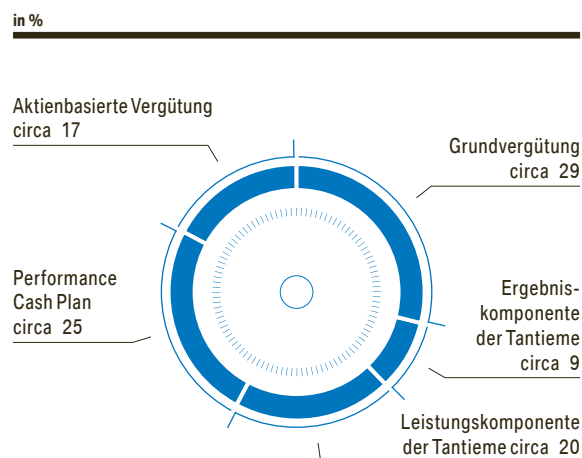 in %
Aktienbasierte Vergütung
circa 17
Grundvergütung
circa 29
Performance
Cash Plan
circa 25
Ergebnis-
komponente
der Tantieme
circa 9
Leistungskomponente
der Tantieme circa 20